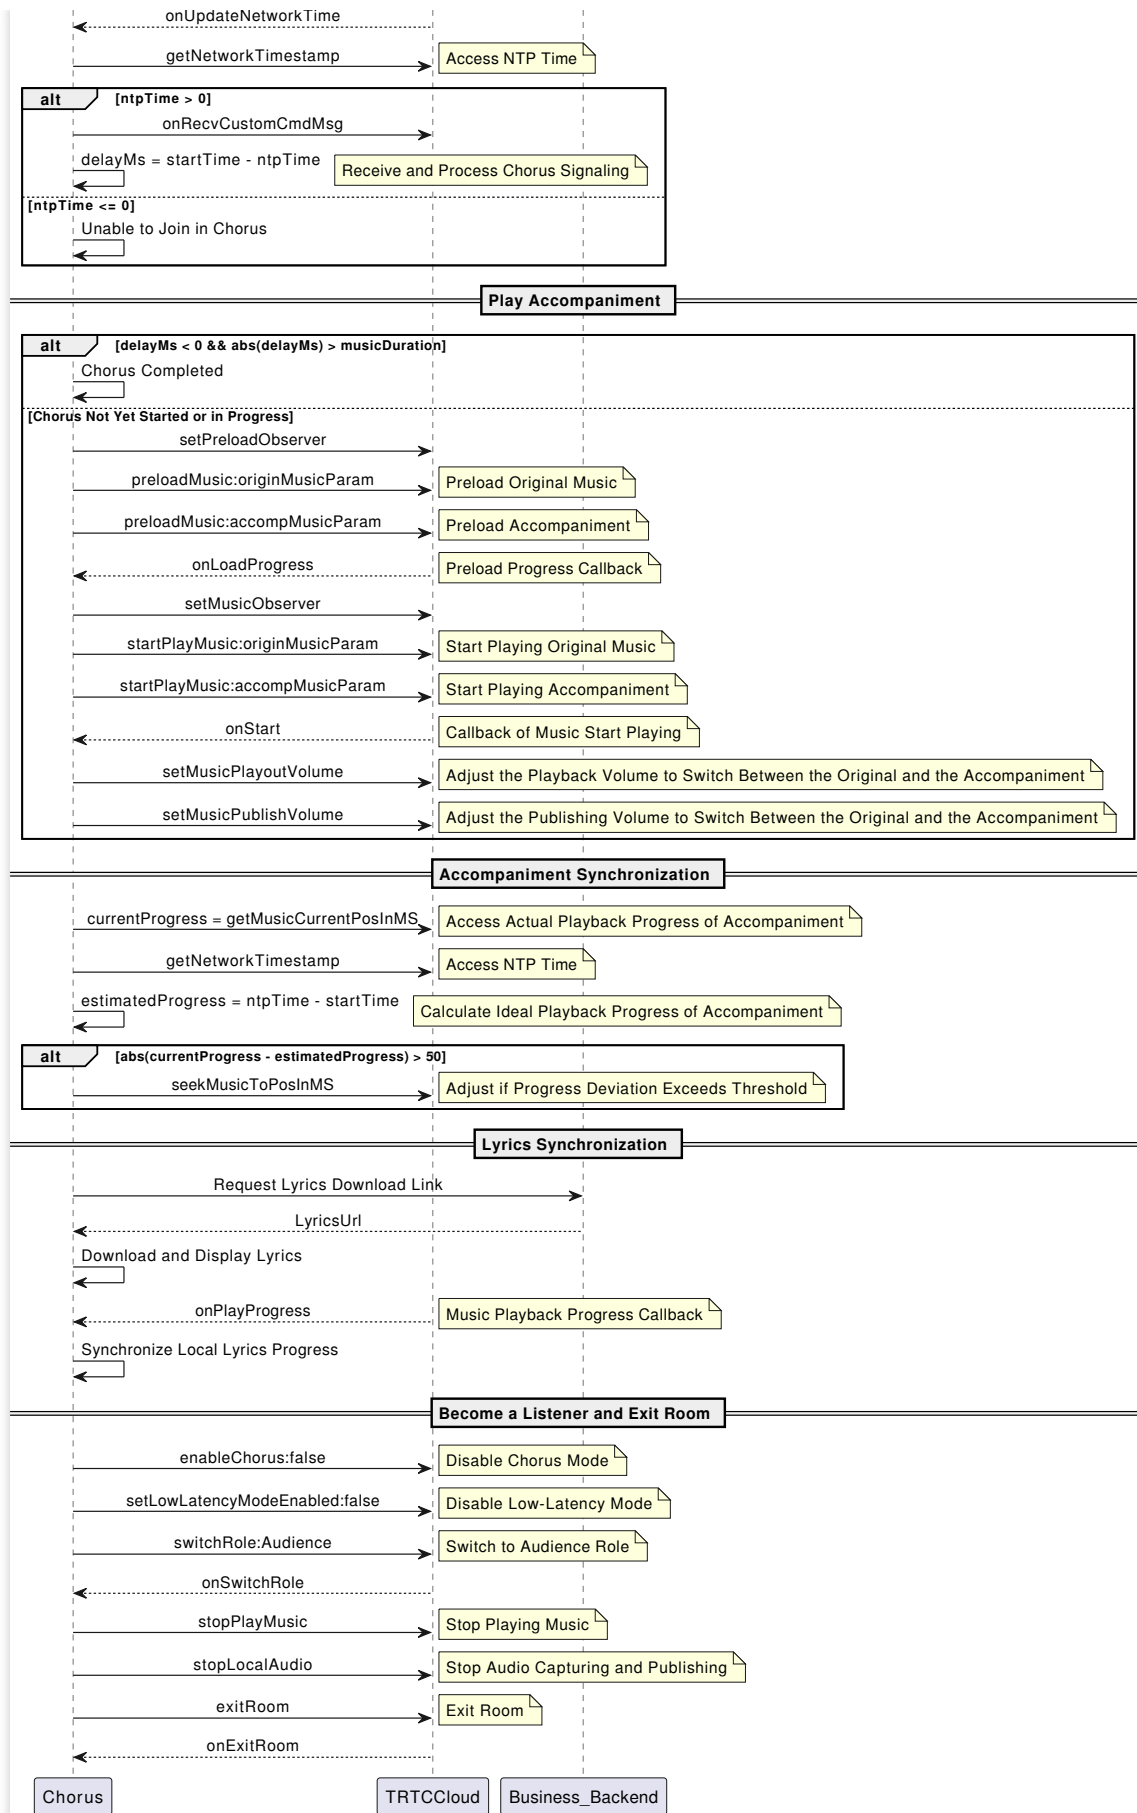 onUpdateNetworkTime
getNetworkTimestamp
Access NTP Time
alt
[ntpTime > 0]
onRecvCustomCmdMsg
delayMs = startTime - ntpTime
Receive and Process Chorus Signaling
[ntpTime <= 0]
Unable to Join in Chorus
Play Accompaniment
alt
[delayMs < 0 && abs(delayMs) > musicDuration]
Chorus Completed
[Chorus Not Yet Started or in Progress]
setPreloadObserver
preloadMusic:originMusicParam
Preload Original Music
preloadMusic:accompMusicParam
Preload Accompaniment
onLoadProgress
Preload Progress Callback
setMusicObserver
startPlayMusic:originMusicParam
Start Playing Original Music
startPlayMusic:accompMusicParam
Start Playing Accompaniment
onStart
Callback of Music Start Playing
setMusicPlayoutVolume
Adjust the Playback Volume to Switch Between the Original and the Accompaniment
setMusicPublishVolume
Adjust the Publishing Volume to Switch Between the Original and the Accompaniment
Accompaniment Synchronization
currentProgress = getMusicCurrentPosInMS
Access Actual Playback Progress of Accompaniment
getNetworkTimestamp
Access NTP Time
estimatedProgress = ntpTime - startTime
Calculate Ideal Playback Progress of Accompaniment
alt
[abs(currentProgress - estimatedProgress) > 50]
seekMusicToPosInMS
Adjust if Progress Deviation Exceeds Threshold
Lyrics Synchronization
Request Lyrics Download Link
LyricsUrl
Download and Display Lyrics
onPlayProgress
Music Playback Progress Callback
Synchronize Local Lyrics Progress
Become a Listener and Exit Room
enableChorus:false
Disable Chorus Mode
setLowLatencyModeEnabled:false
Disable Low-Latency Mode
switchRole:Audience
Switch to Audience Role
onSwitchRole
stopPlayMusic
Stop Playing Music
stopLocalAudio
Stop Audio Capturing and Publishing
exitRoom
Exit Room
onExitRoom
Chorus
TRTCCloud
Business_Backend